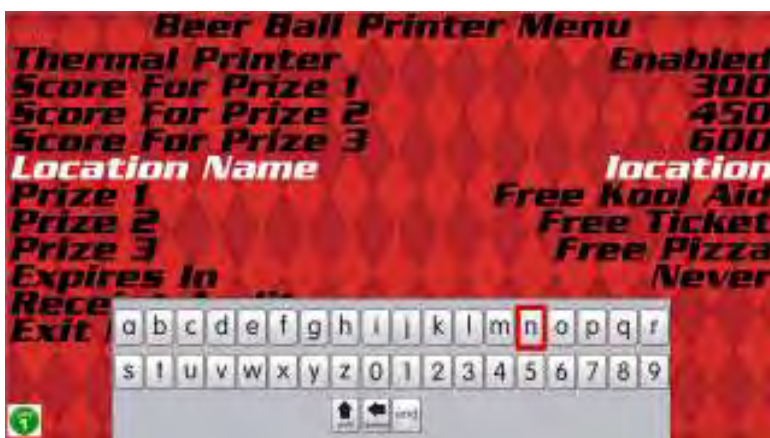 Beer Ball Printer Menu
Thermal Printer Enabled
Score For Prize 1 300
Score For Prize 2 450
Score For Prize 3 600
Location Name location
Prize 1 Free Kool Aid
Prize 2 Free Ticket
Prize 3 Free Pizza
Expires In Never
Exit
a b c d e f g h i j k l m n o p q r
s t u v w x y z 0 1 2 3 4 5 6 7 8 9
end
1